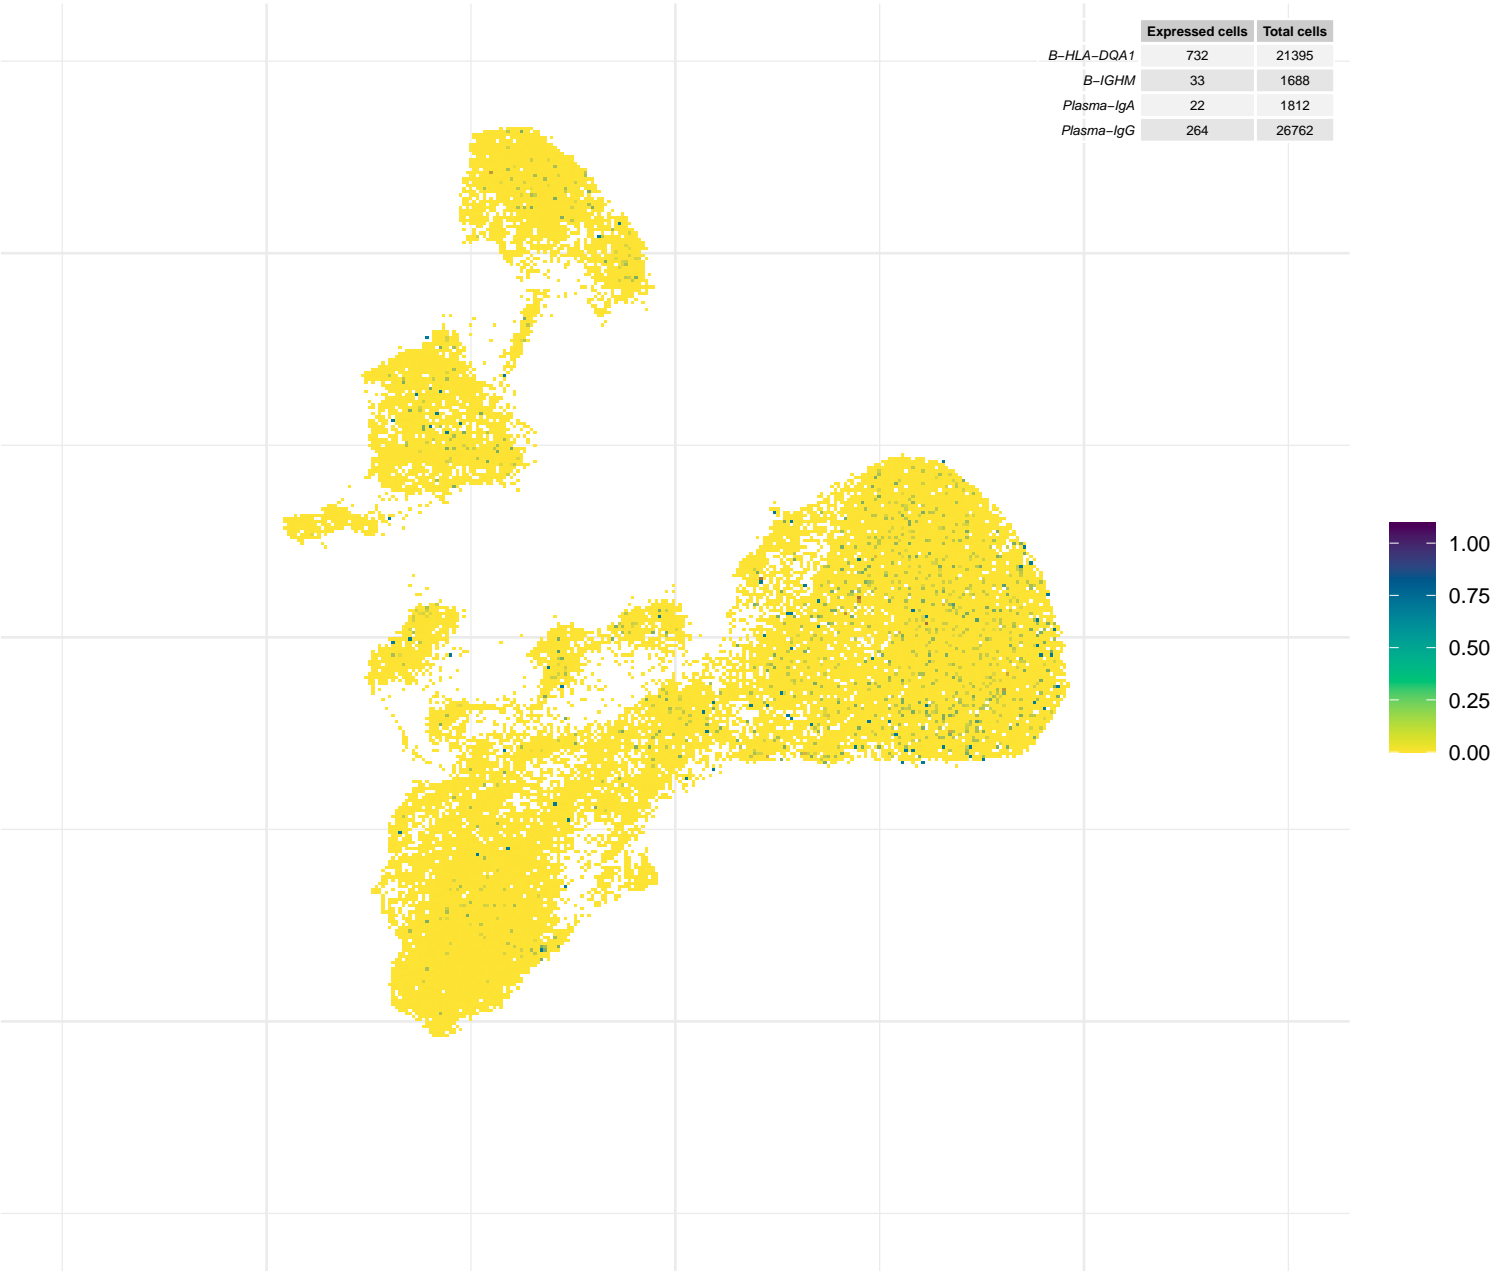 Expressed cells Total cells
B−HLA−DQA1 732 21395
B−IGHM 33 1688
Plasma−IgA 22 1812
Plasma−IgG 264 26762
1.00
0.75
0.50
0.25
0.00